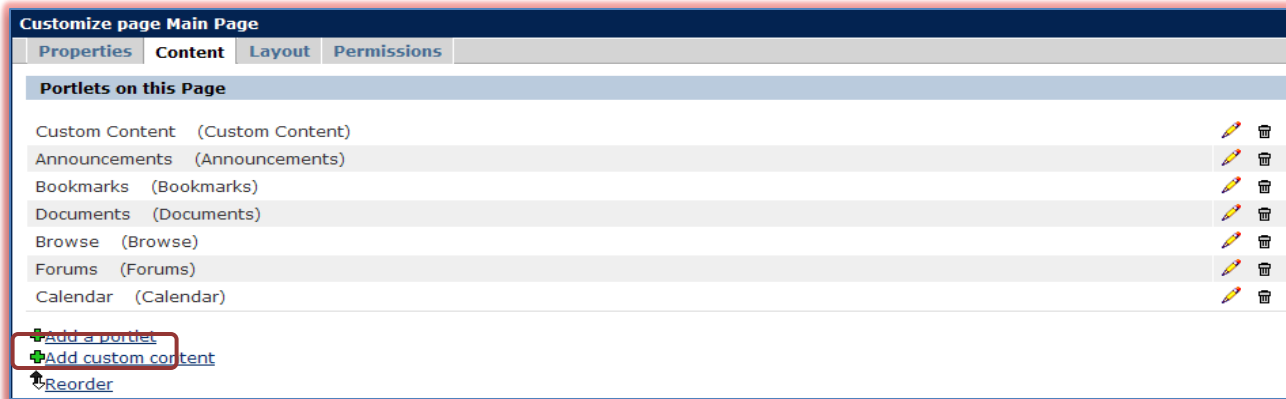 Customize page Main Page
Properties Content Layout Permissions
Portlets on this Page
Custom Content (Custom Content)
Announcements (Announcements)
Bookmarks (Bookmarks)
Documents (Documents)
Browse (Browse)
Forums (Forums)
Calendar (Calendar)
Add a portlet
Add custom content
Reorder